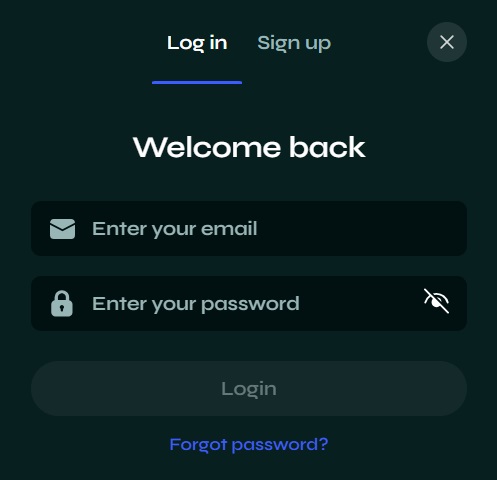 Log in Sign up
Welcome back
Enter your email
Enter your password
Login
Forgot password?